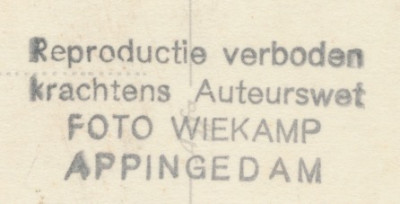 Reproductie verboden
krachtens Auteurswet
FOTO WIEKAMP
APPINGEDAM